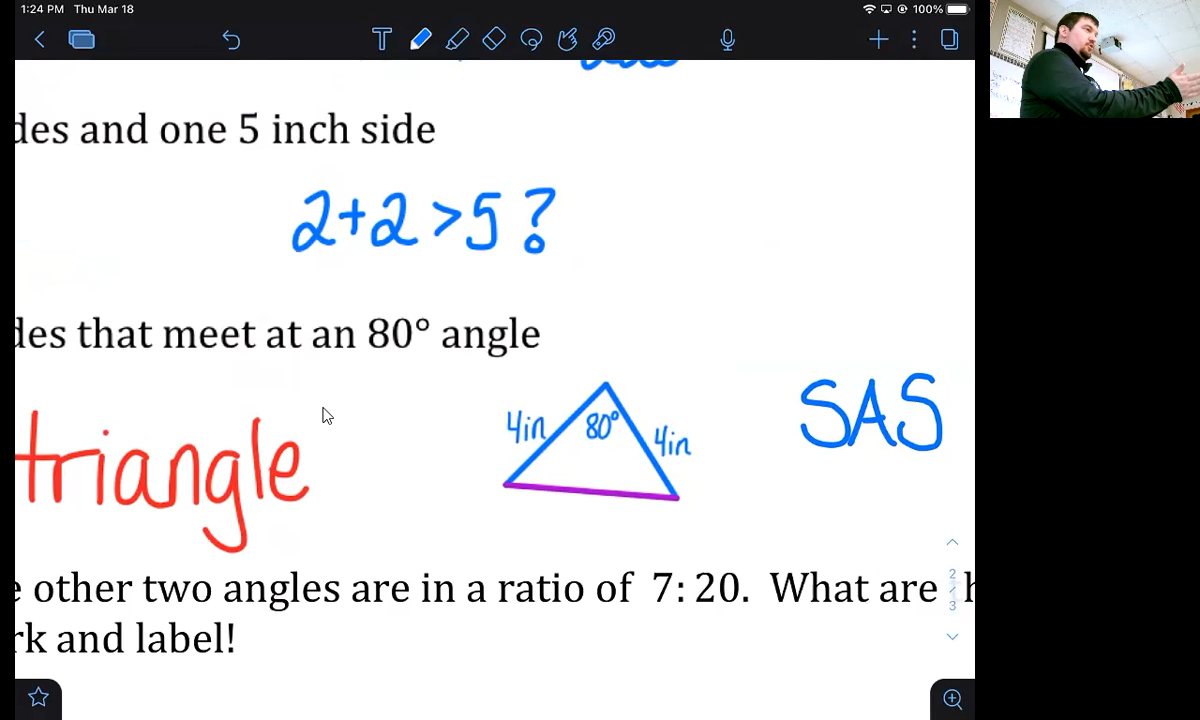 1:24 PM Thu Mar 18
100%
des and one 5 inch side
2+2 >5 ?
des that meet at an 80° angle
triangle
4in
80°
4in
SAS
e other two angles are in a ratio of 7: 20. What are h
rk and label!
2
3